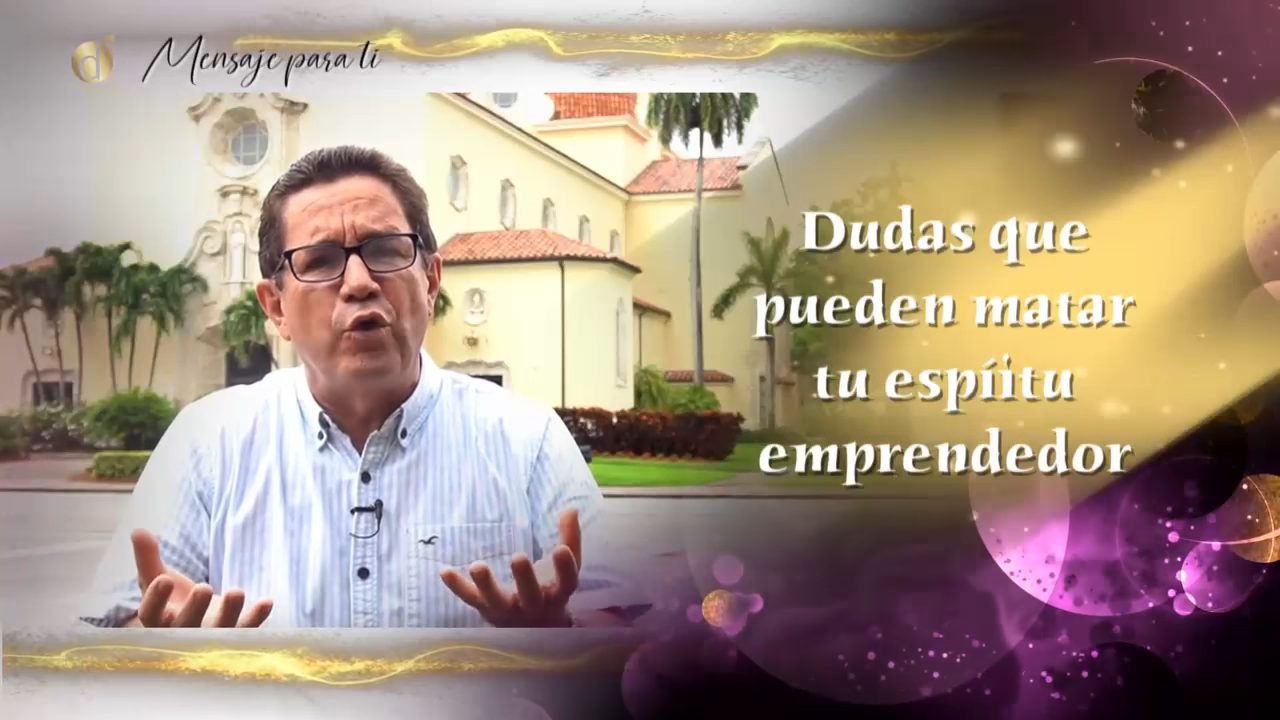 d
Mensaje para ti
Dudas que
pueden matar
tu espíitu
emprendedor